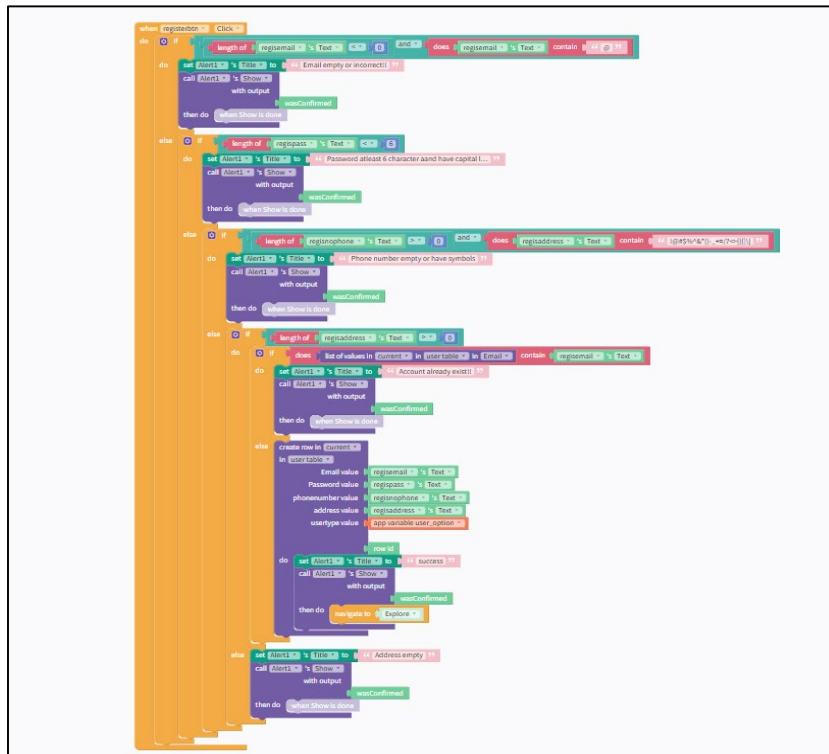 when registerbtn Click
do if length of regisemail 's Text < 0 and does regisemail 's Text contain “ @ ”
do set Alert1 's Title to “ Email empty or incorrect!! ”
call Alert1 's Show
with output
wasConfirmed
then do when Show is done
else if length of regispass 's Text < 6
do set Alert1 's Title to “ Password atleast 6 character aand have capital l... ”
call Alert1 's Show
with output
wasConfirmed
then do when Show is done
else if length of regisnophone 's Text > 0 and does regisaddress 's Text contain
do set Alert1 's Title to “ Phone number empty or have symbols ”
call Alert1 's Show
with output
wasConfirmed
then do when Show is done
else if length of regisaddress 's Text > 0
do if does list of values in current in user table in Email contain regisemail 's Text
do set Alert1 's Title to “ Account already exist!! ”
call Alert1 's Show
with output
wasConfirmed
then do when Show is done
else create row in current
in user table
Email value regisemail 's Text
Password value regispass 's Text
phonenumber value regisnophone 's Text
address value regisaddress 's Text
usertype value app variable user_option
row id
do set Alert1 's Title to “ success ”
call Alert1 's Show
with output
wasConfirmed
then do navigate to Explore
else set Alert1 's Title to “ Address empty ”
call Alert1 's Show
with output
wasConfirmed
then do when Show is done